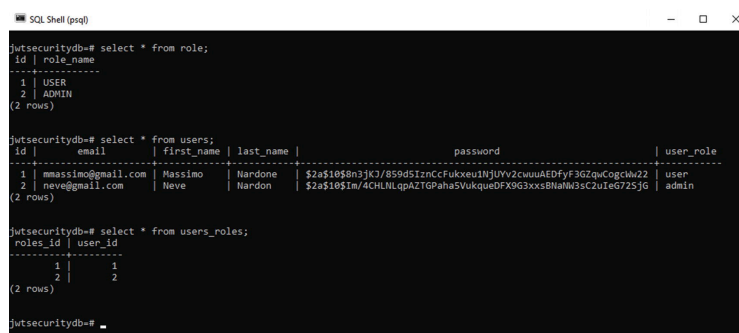 SQL Shell (psql)
jwtsecuritydb=# select * from role;
id | role_name
----+-----------
1 | USER
2 | ADMIN
(2 rows)
jwtsecuritydb=# select * from users;
id | email | first_name | last_name | password | user_role
1 | mmassimo@gmail.com | Massimo | Nardone | $2a$10$8n3jKJ/8S9d5IznCcFukxeu1NjUYv2cwuuAEDfyF3GZqwCogcWw22 | user
2 | neve@gmail.com | Neve | Nardon | $2a$10$Im/4CHLNLqpAZTGPaha5VukqueDFX9G3xxsBNaNW3sC2uIeG72SjG | admin
(2 rows)
jwtsecuritydb=# select * from users_roles;
roles_id | user_id
----------+---------
1 | 1
2 | 2
(2 rows)
jwtsecuritydb=#